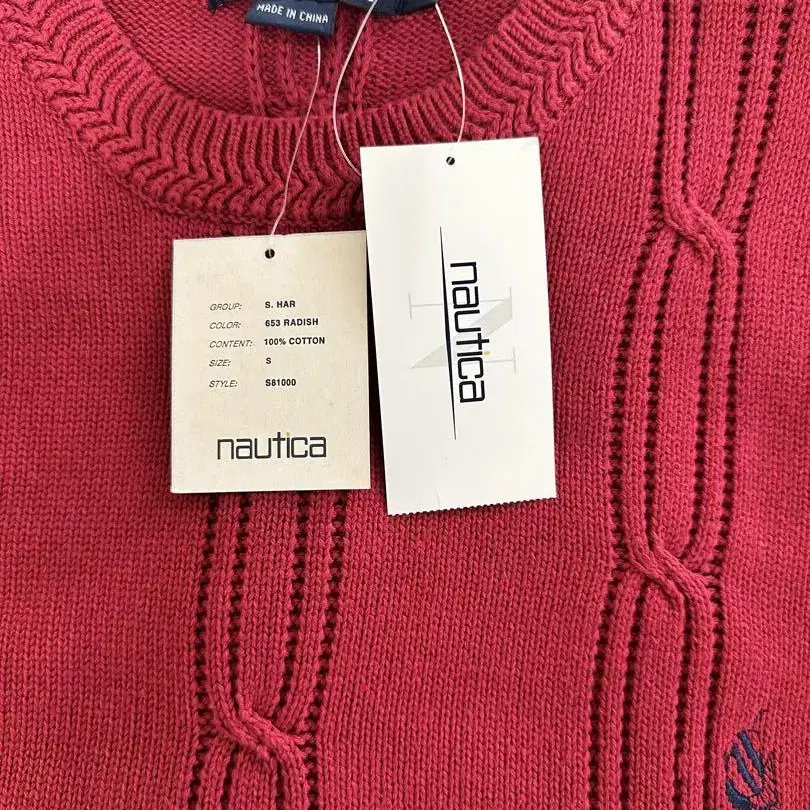 MADE IN CHINA
GROUP: S. HAR
COLOR: 653 RADISH
CONTENT: 100% COTTON
SIZE: S
STYLE: S81000
nautica
N
nautica